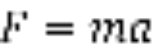 F = ma